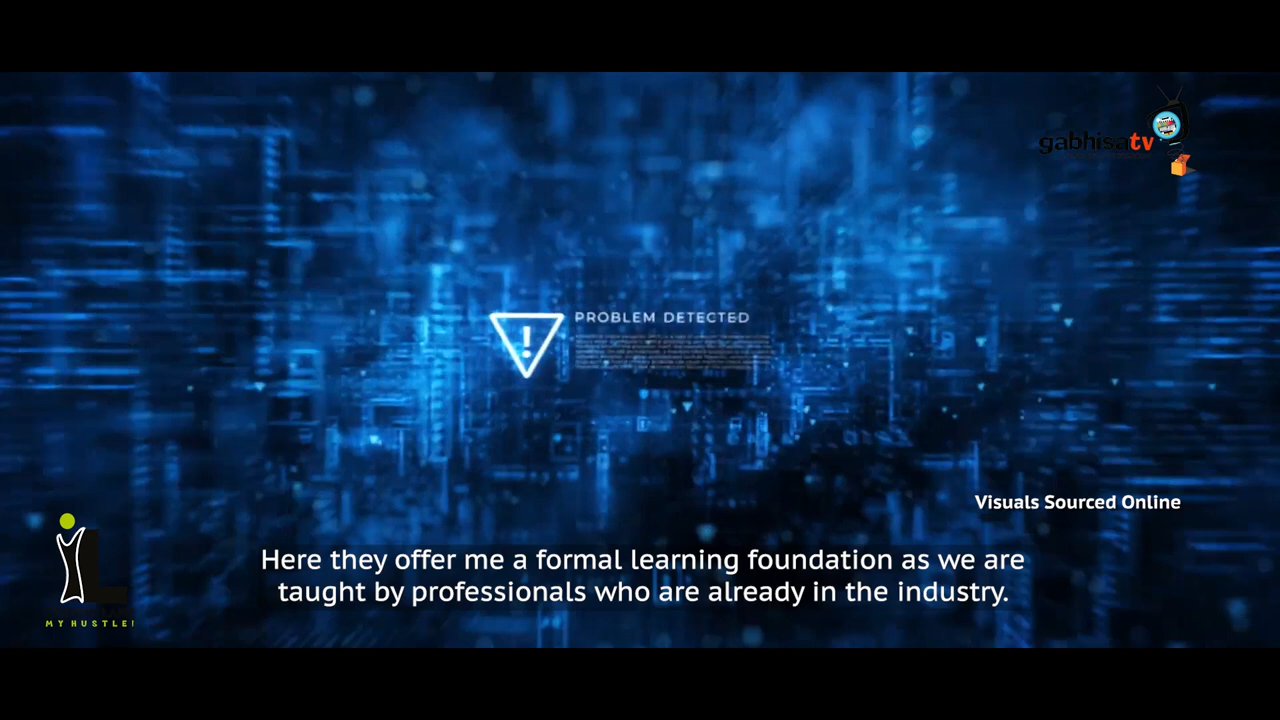 gabhisatv
PROBLEM DETECTED
Visuals Sourced Online
Here they offer me a formal learning foundation as we are
taught by professionals who are already in the industry.
MY HUSTLE!